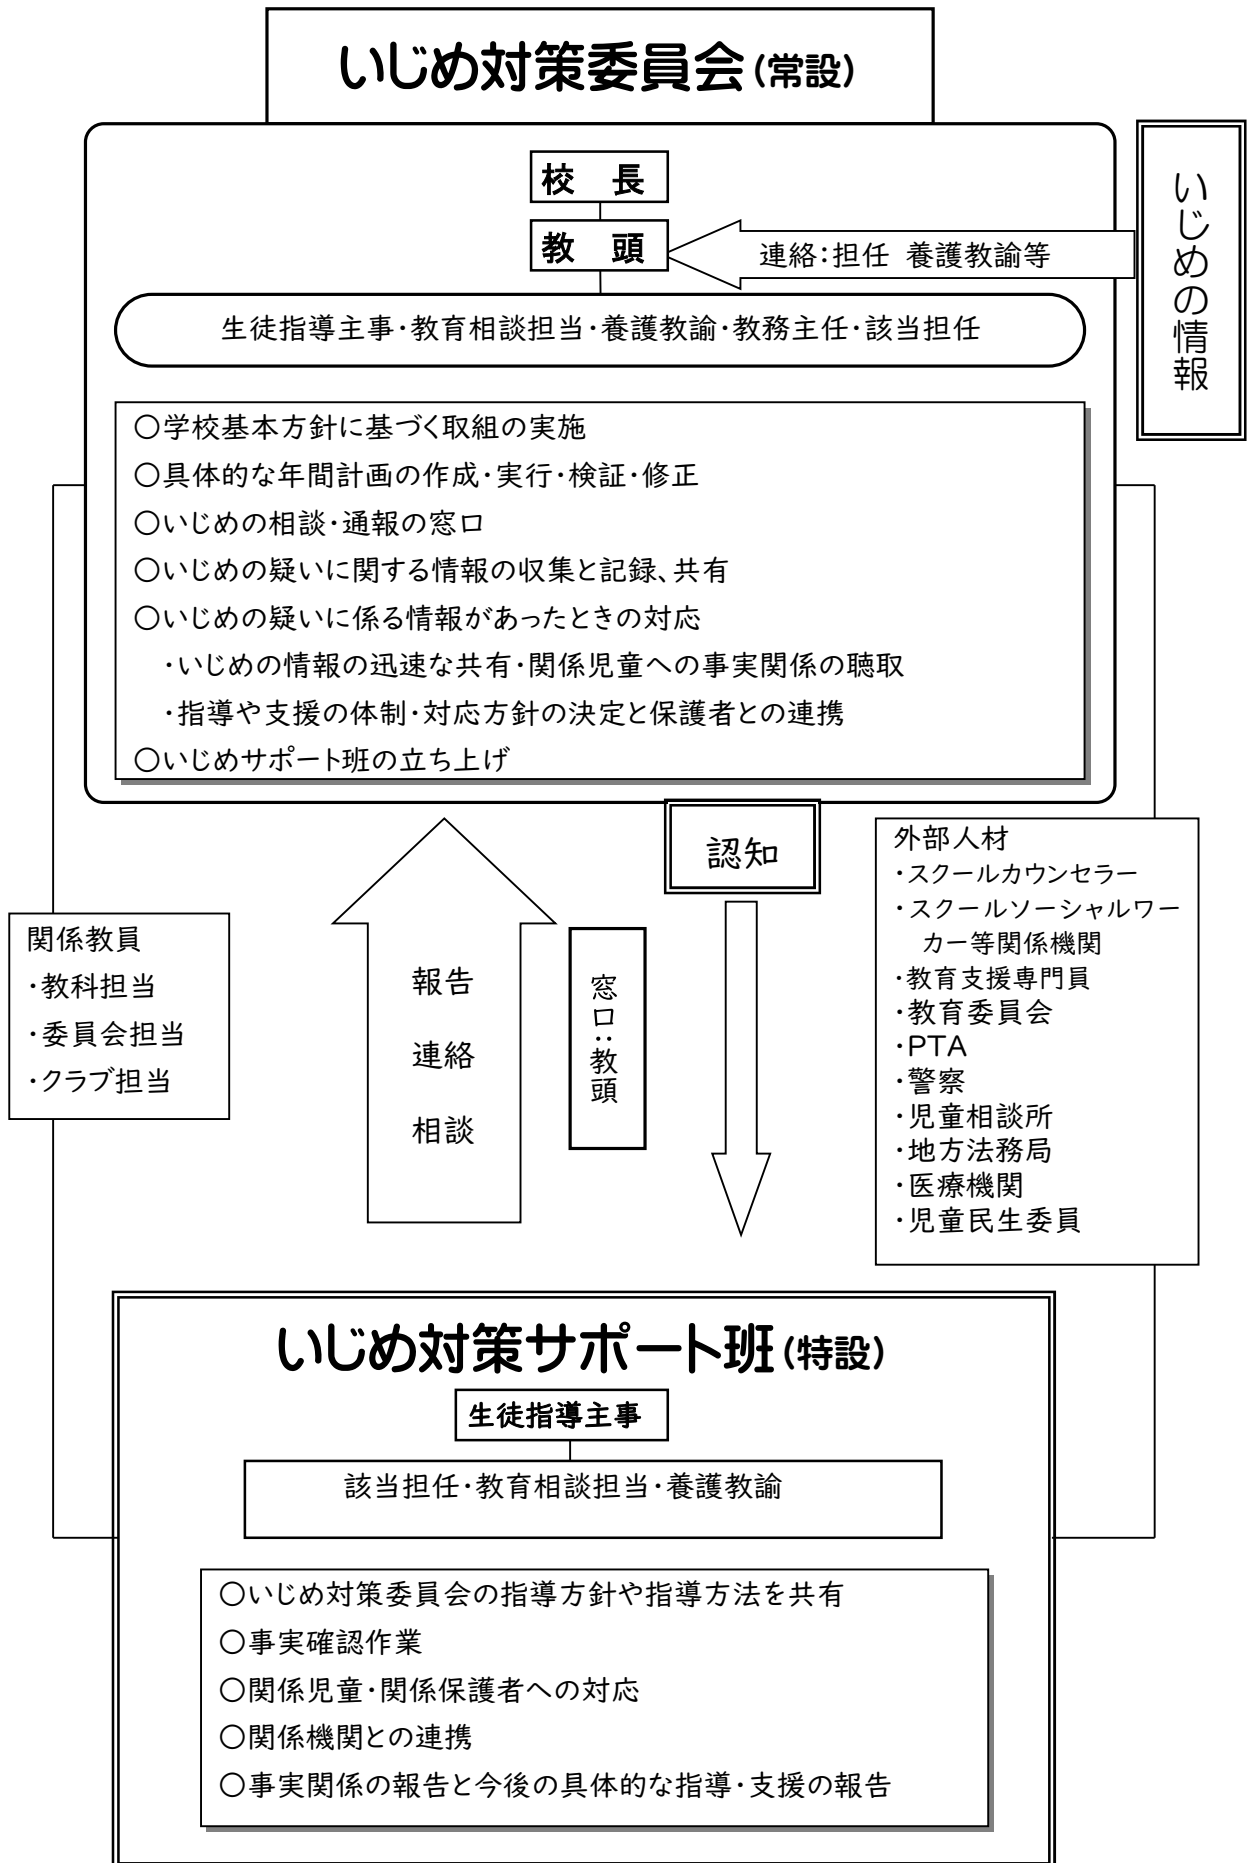 いじめ対策委員会(常設)
校　長
教　頭
連絡:担任 養護教諭等
いじめの情報
生徒指導主事・教育相談担当・養護教諭・教務主任・該当担任
〇学校基本方針に基づく取組の実施
〇具体的な年間計画の作成・実行・検証・修正
〇いじめの相談・通報の窓口
〇いじめの疑いに関する情報の収集と記録、共有
〇いじめの疑いに係る情報があったときの対応
・いじめの情報の迅速な共有・関係児童への事実関係の聴取
・指導や支援の体制・対応方針の決定と保護者との連携
〇いじめサポート班の立ち上げ
認知
外部人材
・スクールカウンセラー
・スクールソーシャルワー
カー等関係機関
・教育支援専門員
・教育委員会
・PTA
・警察
・児童相談所
・地方法務局
・医療機関
・児童民生委員
関係教員
・教科担当
・委員会担当
・クラブ担当
報告
連絡
相談
窓口:教頭
いじめ対策サポート班(特設)
生徒指導主事
該当担任・教育相談担当・養護教諭
〇いじめ対策委員会の指導方針や指導方法を共有
〇事実確認作業
〇関係児童・関係保護者への対応
〇関係機関との連携
〇事実関係の報告と今後の具体的な指導・支援の報告